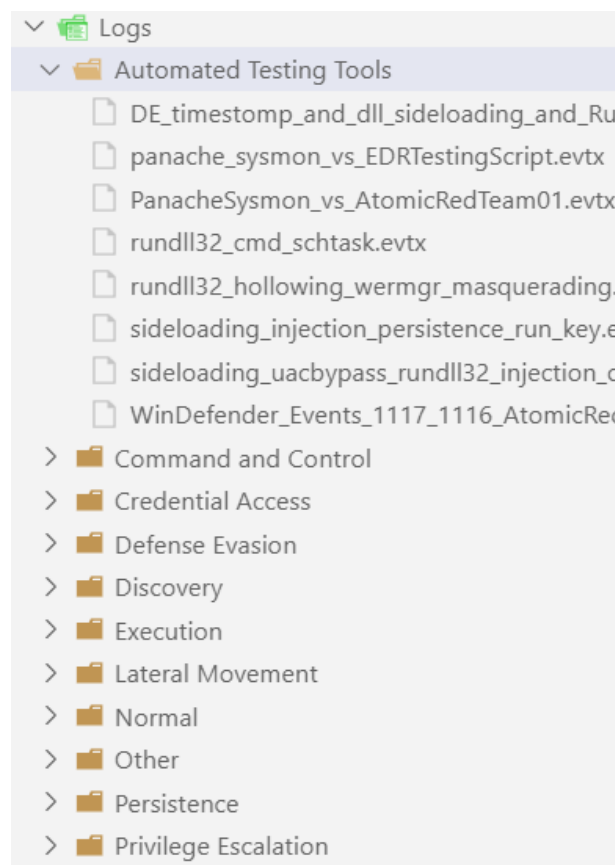 Logs
Automated Testing Tools
DE_timestomp_and_dll_sideloading_and_Ru
panache_sysmon_vs_EDRTestingScript.evtx
PanacheSysmon_vs_AtomicRedTeam01.evtx
rundll32_cmd_schtask.evtx
rundll32_hollowing_wermgr_masquerading.
sideloading_injection_persistence_run_key.e
sideloading_uacbypass_rundll32_injection_c
WinDefender_Events_1117_1116_AtomicRed
Command and Control
Credential Access
Defense Evasion
Discovery
Execution
Lateral Movement
Normal
Other
Persistence
Privilege Escalation